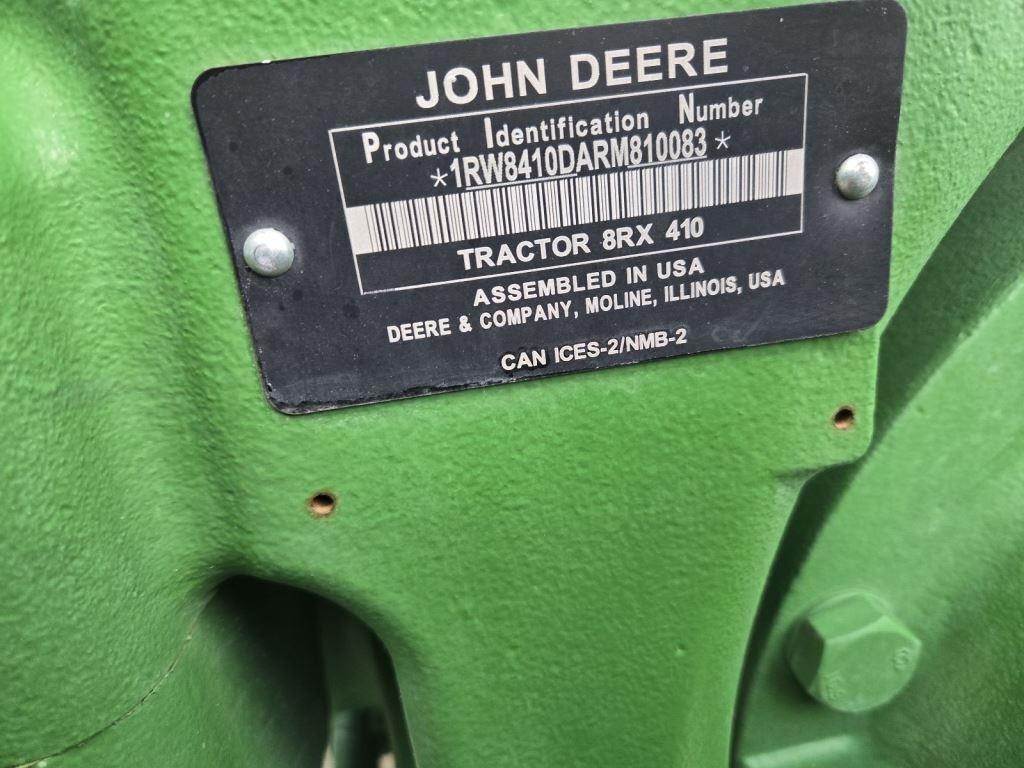 JOHN DEERE
Product Identification Number
*1RW8410DARM810083*
TRACTOR 8RX 410
ASSEMBLED IN USA
DEERE & COMPANY, MOLINE, ILLINOIS, USA
CAN ICES-2/NMB-2